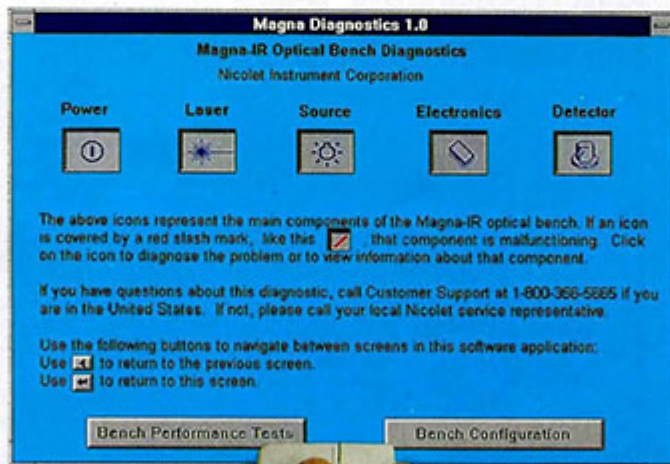 Magna Diagnostics 1.0
Magna-IR Optical Bench Diagnostics
Nicolet Instrument Corporation
Power Laser Source Electronics Detector
The above icons represent the main components of the Magna-IR optical bench. If an icon
is covered by a red slash mark, like this , that component is malfunctioning. Click
on the icon to diagnose the problem or to view information about that component.
If you have questions about this diagnostic, call Customer Support at 1-800-366-5665 if you
are in the United States. If not, please call your local Nicolet service representative.
Use the following buttons to navigate between screens in this software application:
Use to return to the previous screen.
Use to return to this screen.
Bench Performance Tests Bench Configuration